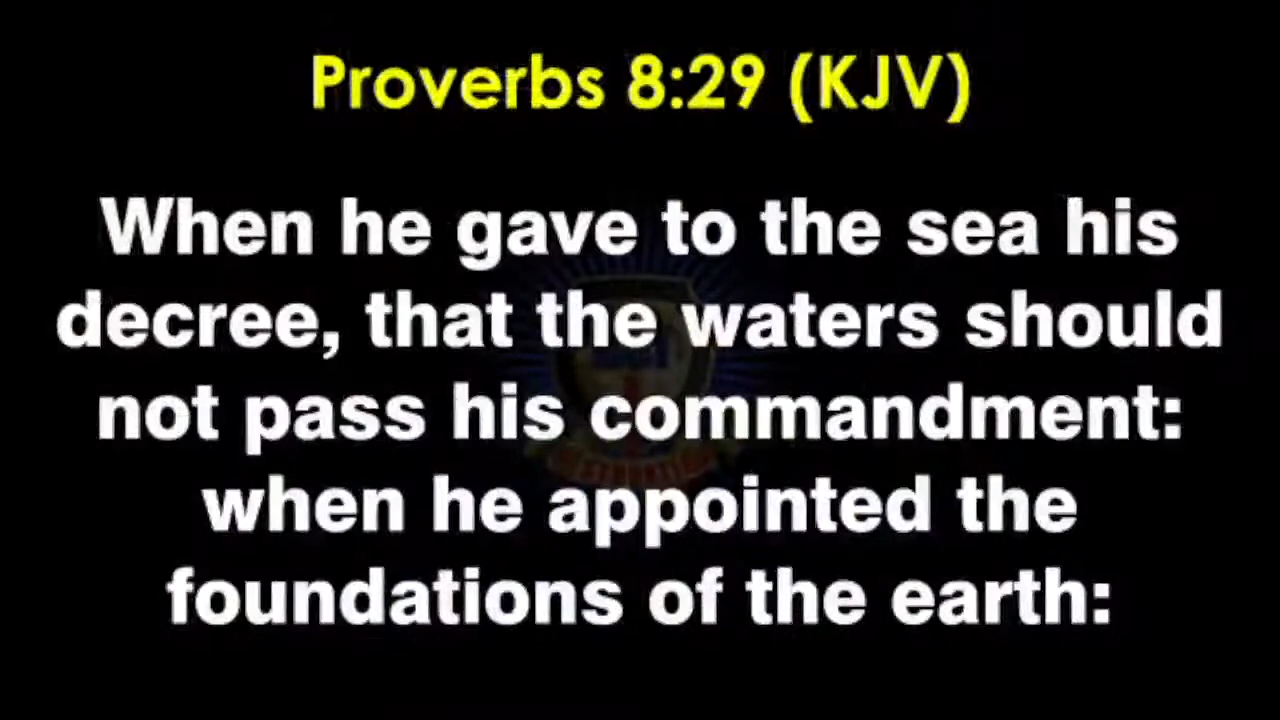 Proverbs 8:29 (KJV)
When he gave to the sea his
decree, that the waters should
not pass his commandment:
when he appointed the
foundations of the earth: